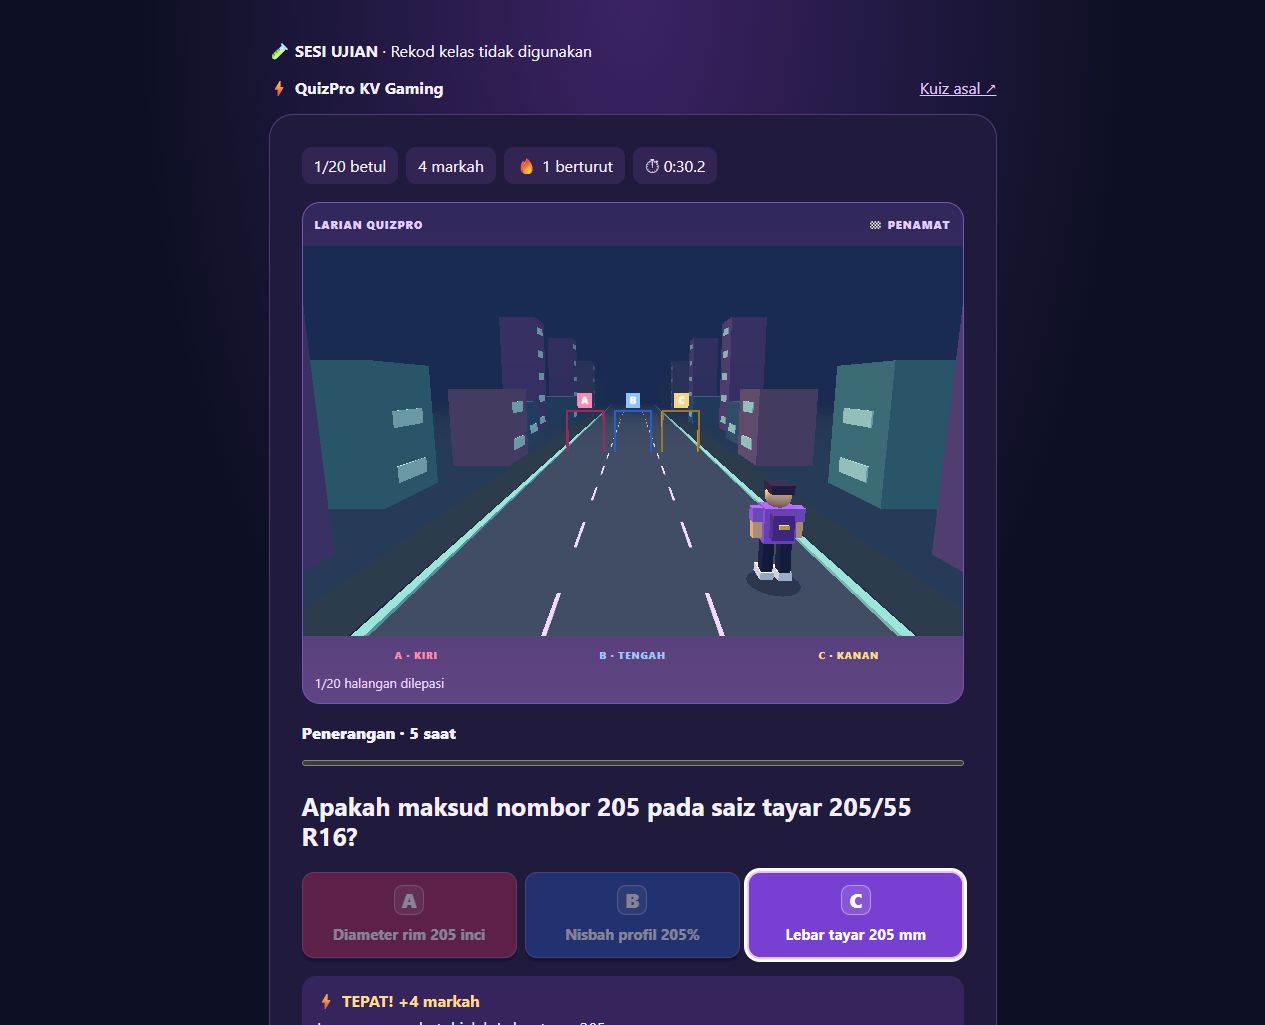 SESI UJIAN · Rekod kelas tidak digunakan
QuizPro KV Gaming
Kuiz asal ↗
1/20 betul
4 markah
1 berturut
0:30.2
LARIAN QUIZPRO
PENAMAT
A
B
C
A · KIRI
B · TENGAH
C · KANAN
1/20 halangan dilepasi
Penerangan · 5 saat
Apakah maksud nombor 205 pada saiz tayar 205/55
R16?
A
Diameter rim 205 inci
B
Nisbah profil 205%
C
Lebar tayar 205 mm
TEPAT! +4 markah